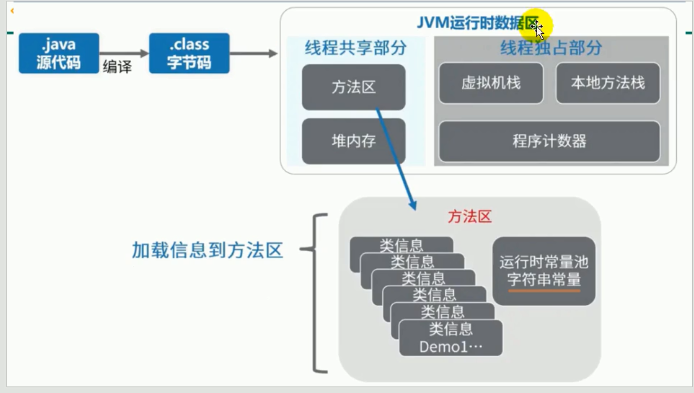 JVM运行时数据区
.java
源代码
编译
.class
字节码
线程共享部分
线程独占部分
方法区
虚拟机栈
本地方法栈
堆内存
程序计数器
方法区
加载信息到方法区
类信息
类信息
类信息
类信息
类信息
类信息
Demo1…
运行时常量池
字符串常量